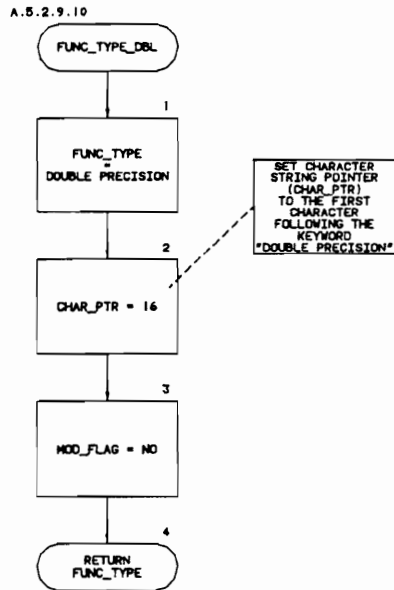 A.5.2.9.10
FUNC_TYPE_DBL
1
FUNC_TYPE
=
DOUBLE PRECISION
SET CHARACTER
STRING POINTER
(CHAR_PTR)
TO THE FIRST
CHARACTER
FOLLOWING THE
KEYWORD
"DOUBLE PRECISION"
2
CHAR_PTR = 16
3
MOD_FLAG = NO
4
RETURN
FUNC_TYPE